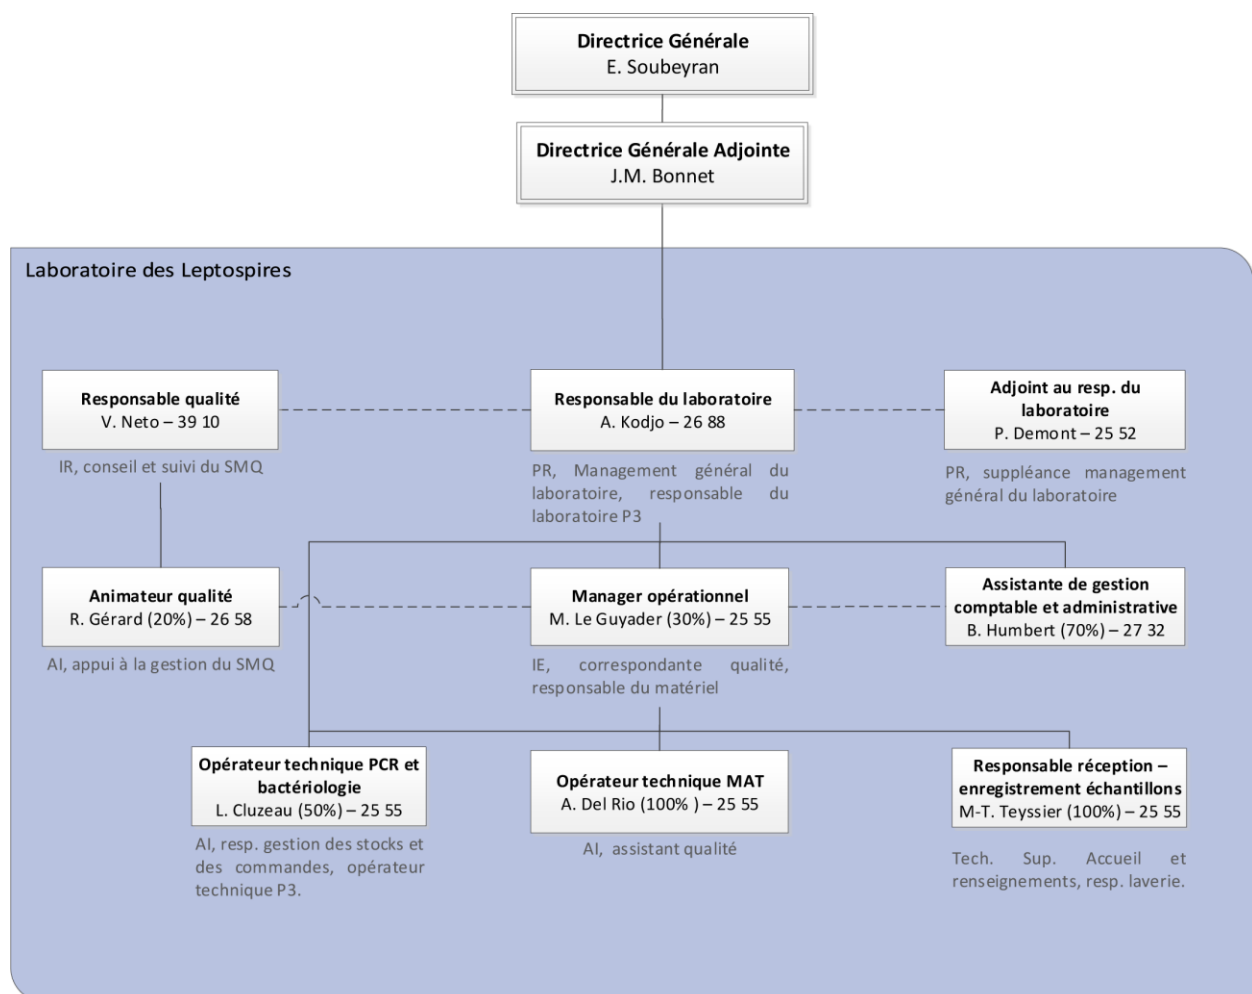 Directrice Générale
E. Soubeyran
Directrice Générale Adjointe
J.M. Bonnet
Laboratoire des Leptospires
Responsable qualité
V. Neto – 39 10
IR, conseil et suivi du SMQ
Responsable du laboratoire
A. Kodjo – 26 88
PR, Management général du
laboratoire, responsable du
laboratoire P3
Adjoint au resp. du
laboratoire
P. Demont – 25 52
PR, suppléance management
général du laboratoire
Animateur qualité
R. Gérard (20%) – 26 58
AI, appui à la gestion du SMQ
Manager opérationnel
M. Le Guyader (30%) – 25 55
IE, correspondante qualité,
responsable du matériel
Assistante de gestion
comptable et administrative
B. Humbert (70%) – 27 32
Opérateur technique PCR et
bactériologie
L. Cluzeau (50%) – 25 55
AI, resp. gestion des stocks et
des commandes, opérateur
technique P3.
Opérateur technique MAT
A. Del Rio (100% ) – 25 55
AI, assistant qualité
Responsable réception –
enregistrement échantillons
M-T. Teyssier (100%) – 25 55
Tech. Sup. Accueil et
renseignements, resp. laverie.